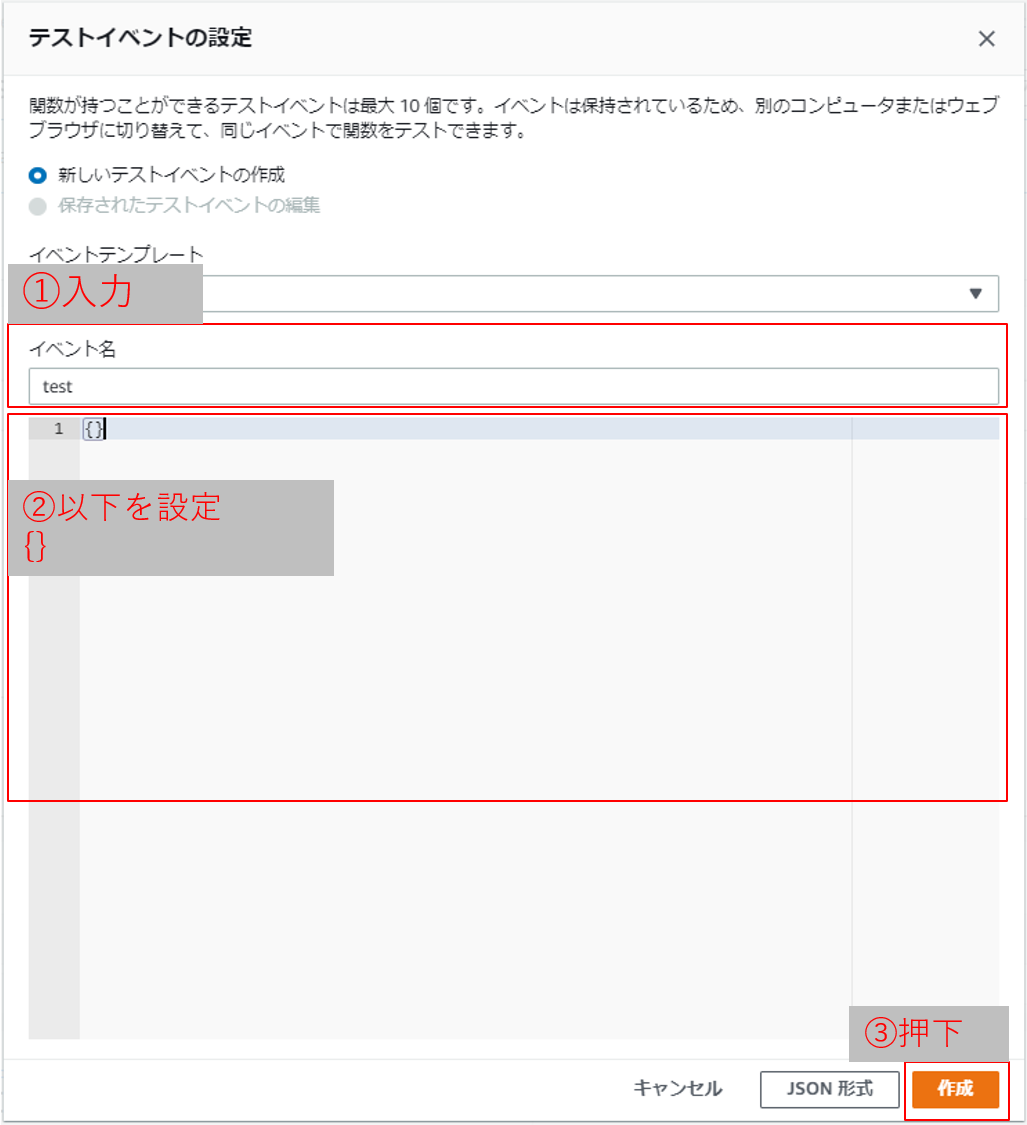 テストイベントの設定
×
関数が持つことができるテストイベントは最大 10 個です。イベントは保持されているため、別のコンピュータまたはウェブ
ブラウザに切り替えて、同じイベントで関数をテストできます。
新しいテストイベントの作成
保存されたテストイベントの編集
イベントテンプレート
①入力
イベント名
test
1 {}
②以下を設定
{}
③押下
キャンセル JSON 形式 作成